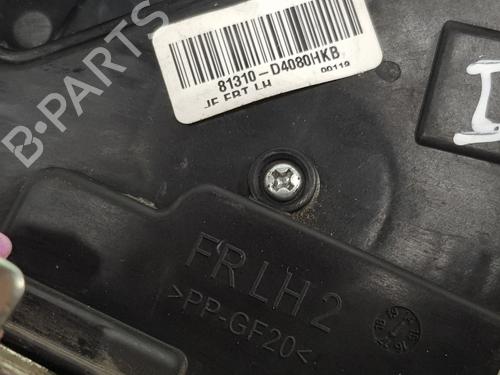 B-PARTS
81310-D4080HKB
JF FRT LH
00119
FR LH 2
>PP-GF20<